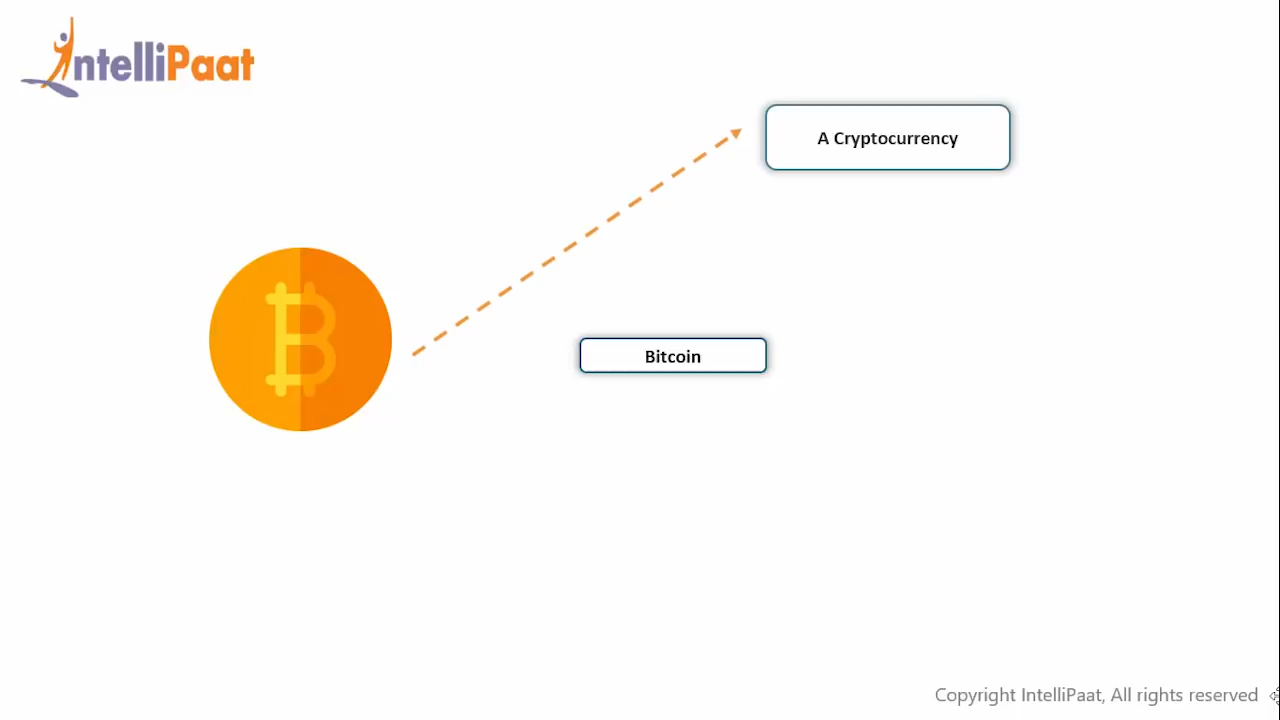 IntelliPaat
A Cryptocurrency
Bitcoin
Copyright IntelliPaat, All rights reserved